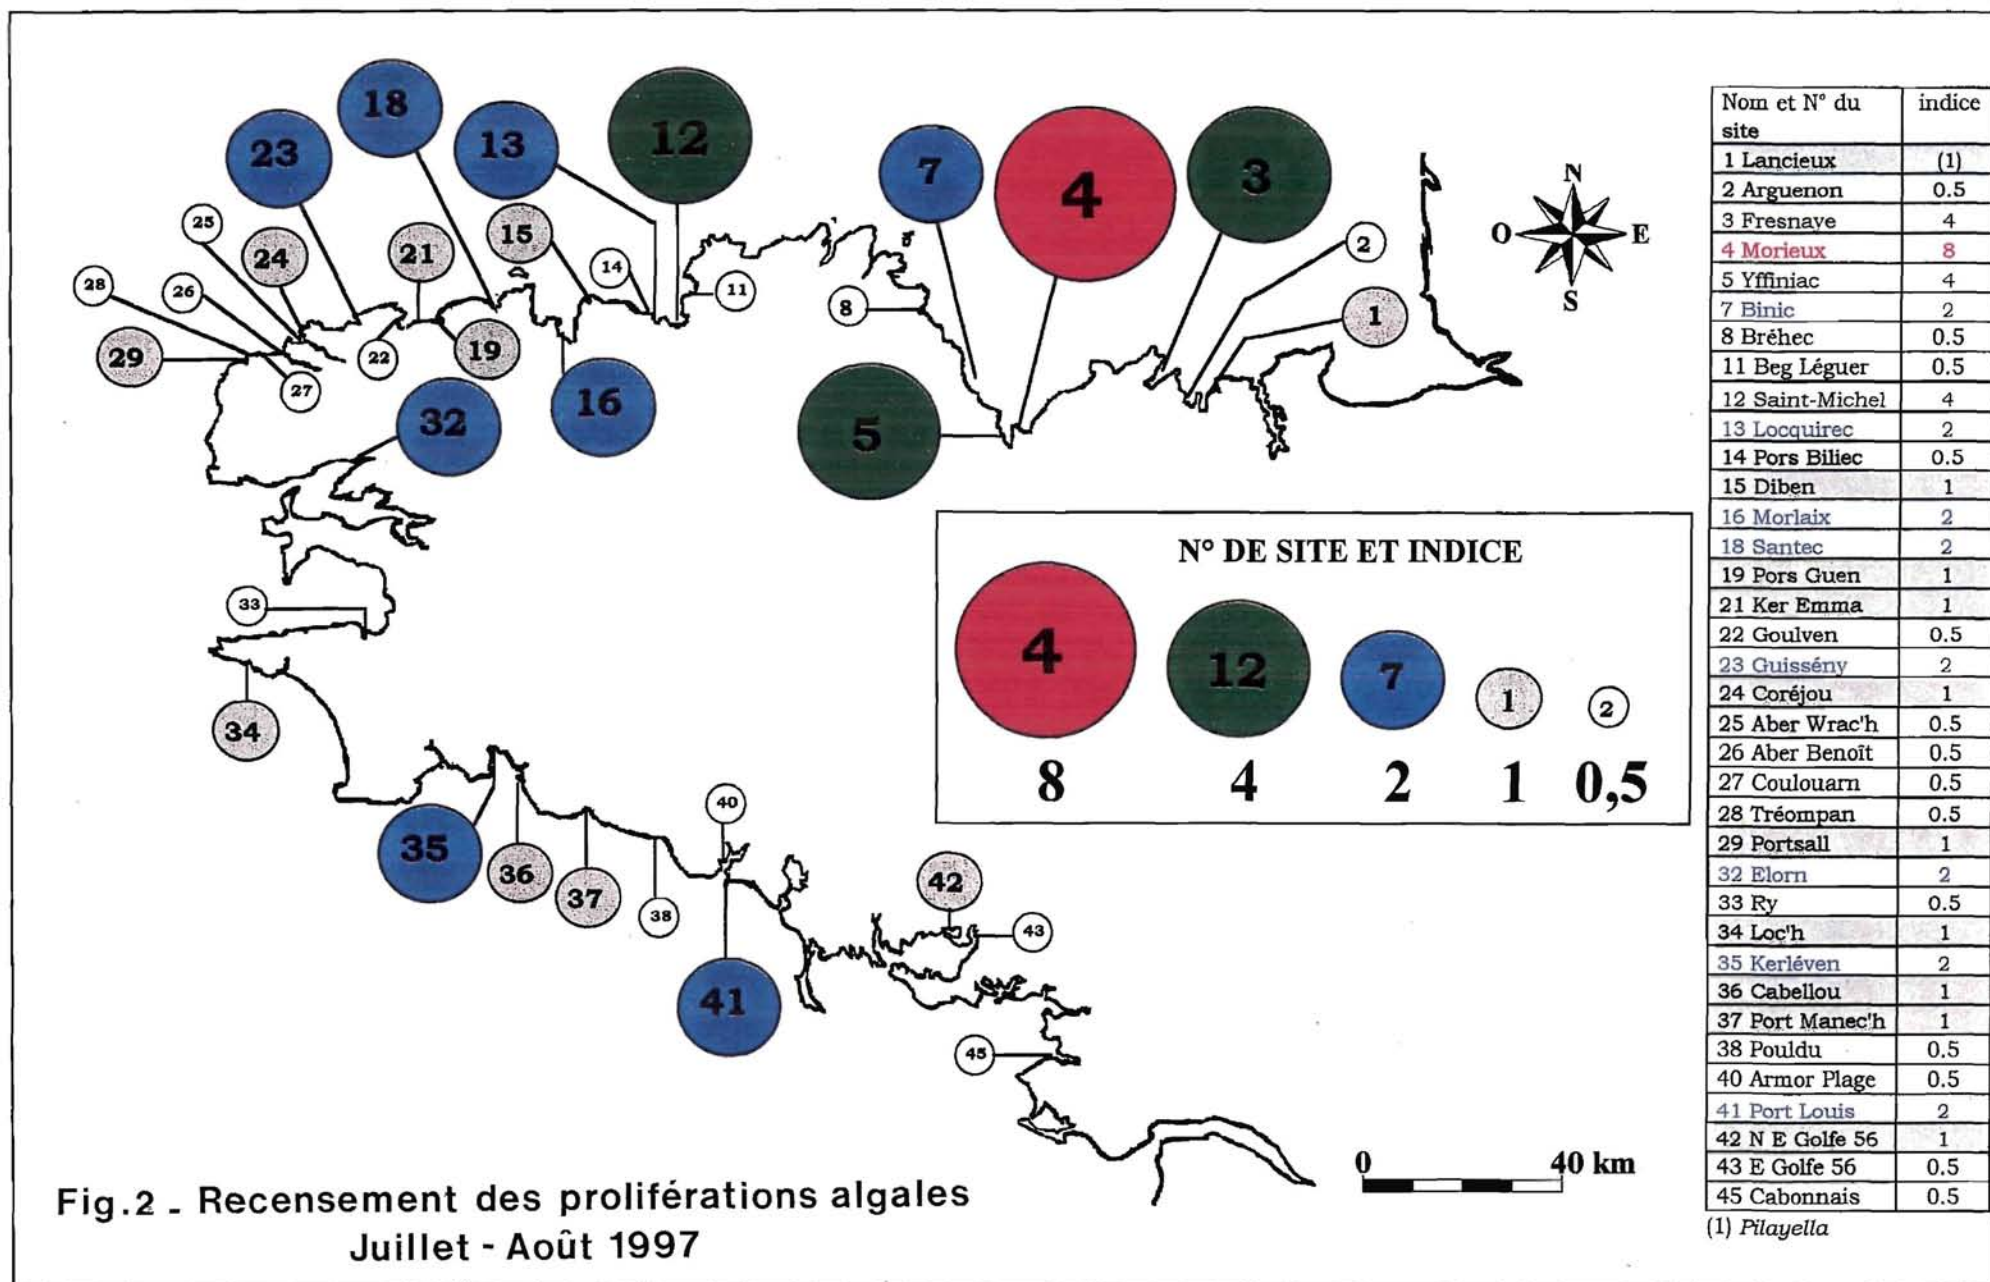 18
12
23
13
7
4
3
25
24
21
15
14
11
2
28
26
8
1
29
22
19
27
32
16
5
33
34
35
36
37
38
40
41
42
43
45
N
O
E
S
N° DE SITE ET INDICE
4 12 7 1 2
8 4 2 1 0,5
0 40 km
Fig.2 - Recensement des proliférations algales
Juillet - Août 1997
Nom et N° du site indice
1 Lancieux (1)
2 Arguenon 0.5
3 Fresnaye 4
4 Morieux 8
5 Yffiniac 4
7 Binic 2
8 Bréhec 0.5
11 Beg Léguer 0.5
12 Saint-Michel 4
13 Locquirec 2
14 Pors Biliec 0.5
15 Diben 1
16 Morlaix 2
18 Santec 2
19 Pors Guen 1
21 Ker Emma 1
22 Goulven 0.5
23 Guissény 2
24 Coréjou 1
25 Aber Wrac'h 0.5
26 Aber Benoît 0.5
27 Coulouarn 0.5
28 Tréompan 0.5
29 Portsall 1
32 Elorn 2
33 Ry 0.5
34 Loc'h 1
35 Kerléven 2
36 Cabellou 1
37 Port Manec'h 1
38 Pouldu 0.5
40 Armor Plage 0.5
41 Port Louis 2
42 N E Golfe 56 1
43 E Golfe 56 0.5
45 Cabonnais 0.5
(1) Pilayella